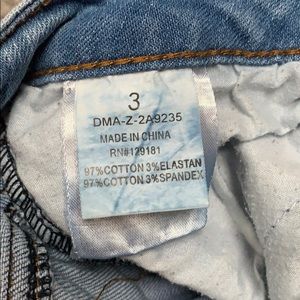 3
DMA-Z-2A9235
MADE IN CHINA
RN#129181
97%COTTON 3%ELASTAN
97%COTTON 3%SPANDEX